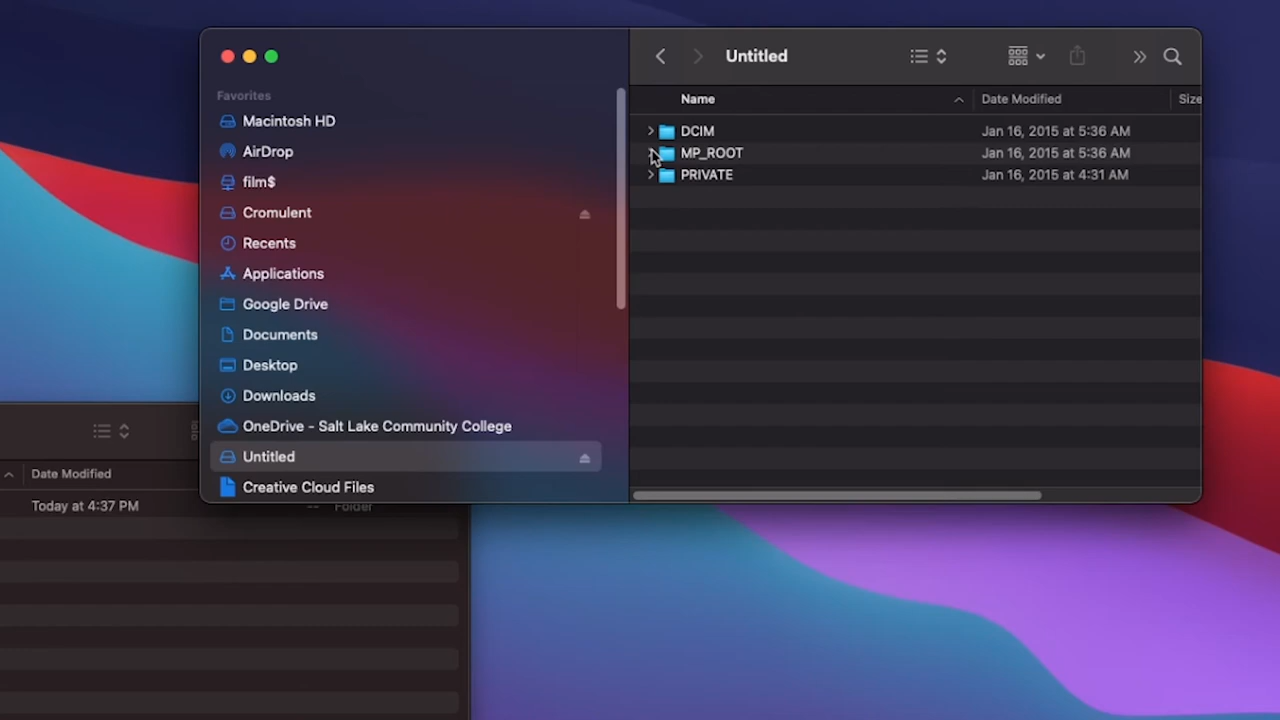 Untitled
Favorites
Macintosh HD
AirDrop
film$
Cromulent
Recents
Applications
Google Drive
Documents
Desktop
Downloads
OneDrive - Salt Lake Community College
Untitled
Creative Cloud Files
Name Date Modified Size
DCIM Jan 16, 2015 at 5:36 AM
MP_ROOT Jan 16, 2015 at 5:36 AM
PRIVATE Jan 16, 2015 at 4:31 AM
Date Modified
Today at 4:37 PM -- Folder